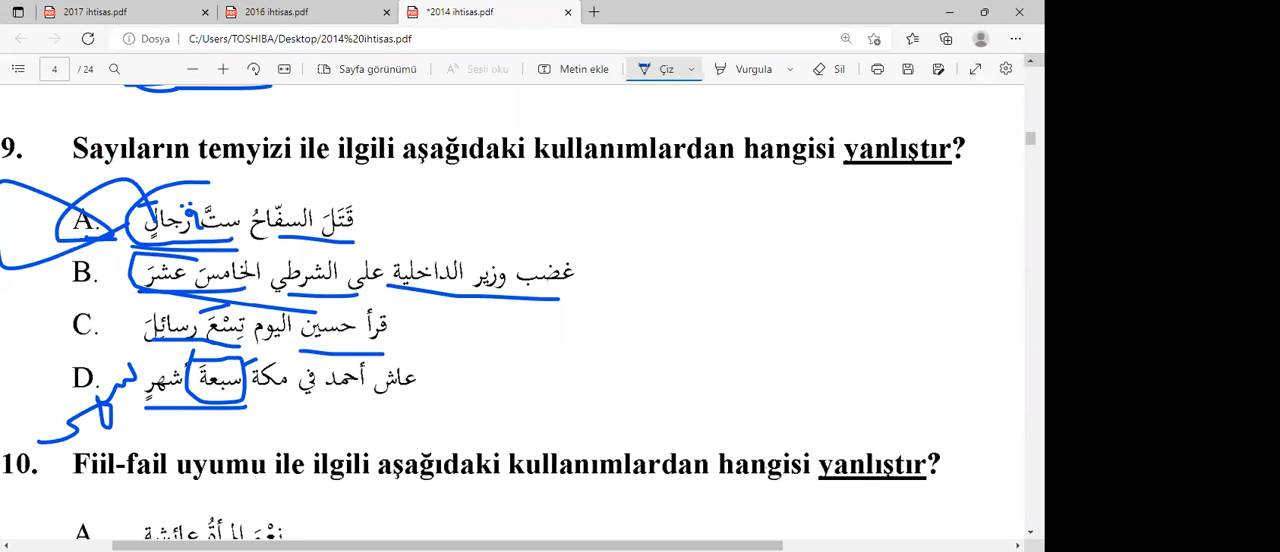 2017 ihtisas.pdf
2016 ihtisas.pdf
*2014 ihtisas.pdf
Dosya
C:/Users/TOSHIBA/Desktop/2014%20ihtisas.pdf
4 / 24
Sayfa görünümü
Sesli oku
Metin ekle
Çiz
Vurgula
Sil
9. Sayıların temyizi ile ilgili aşağıdaki kullanımlardan hangisi yanlıştır?
A. قَتَلَ السفّاحُ ستَّ رجالٍ
B. غضب وزير الداخلية على الشرطي الخامسَ عشرَ
C. قرأ حسين اليوم تِسْعَ رسائِلَ
D. عاش أحمد في مكة سبعةَ أشهرٍ
10. Fiil-fail uyumu ile ilgili aşağıdaki kullanımlardan hangisi yanlıştır?
A